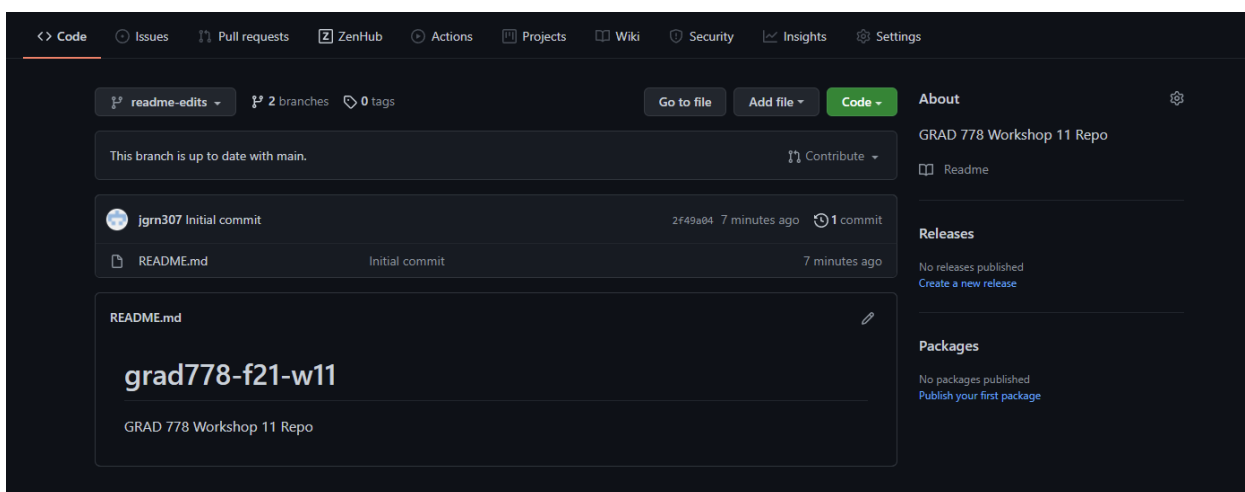 Code Issues Pull requests Z ZenHub Actions Projects Wiki Security Insights Settings
readme-edits 2 branches 0 tags Go to file Add file Code
This branch is up to date with main. Contribute
jgrn307 Initial commit 2f49a04 7 minutes ago 1 commit
README.md Initial commit 7 minutes ago
README.md
grad778-f21-w11
GRAD 778 Workshop 11 Repo
About
GRAD 778 Workshop 11 Repo
Readme
Releases
No releases published
Create a new release
Packages
No packages published
Publish your first package